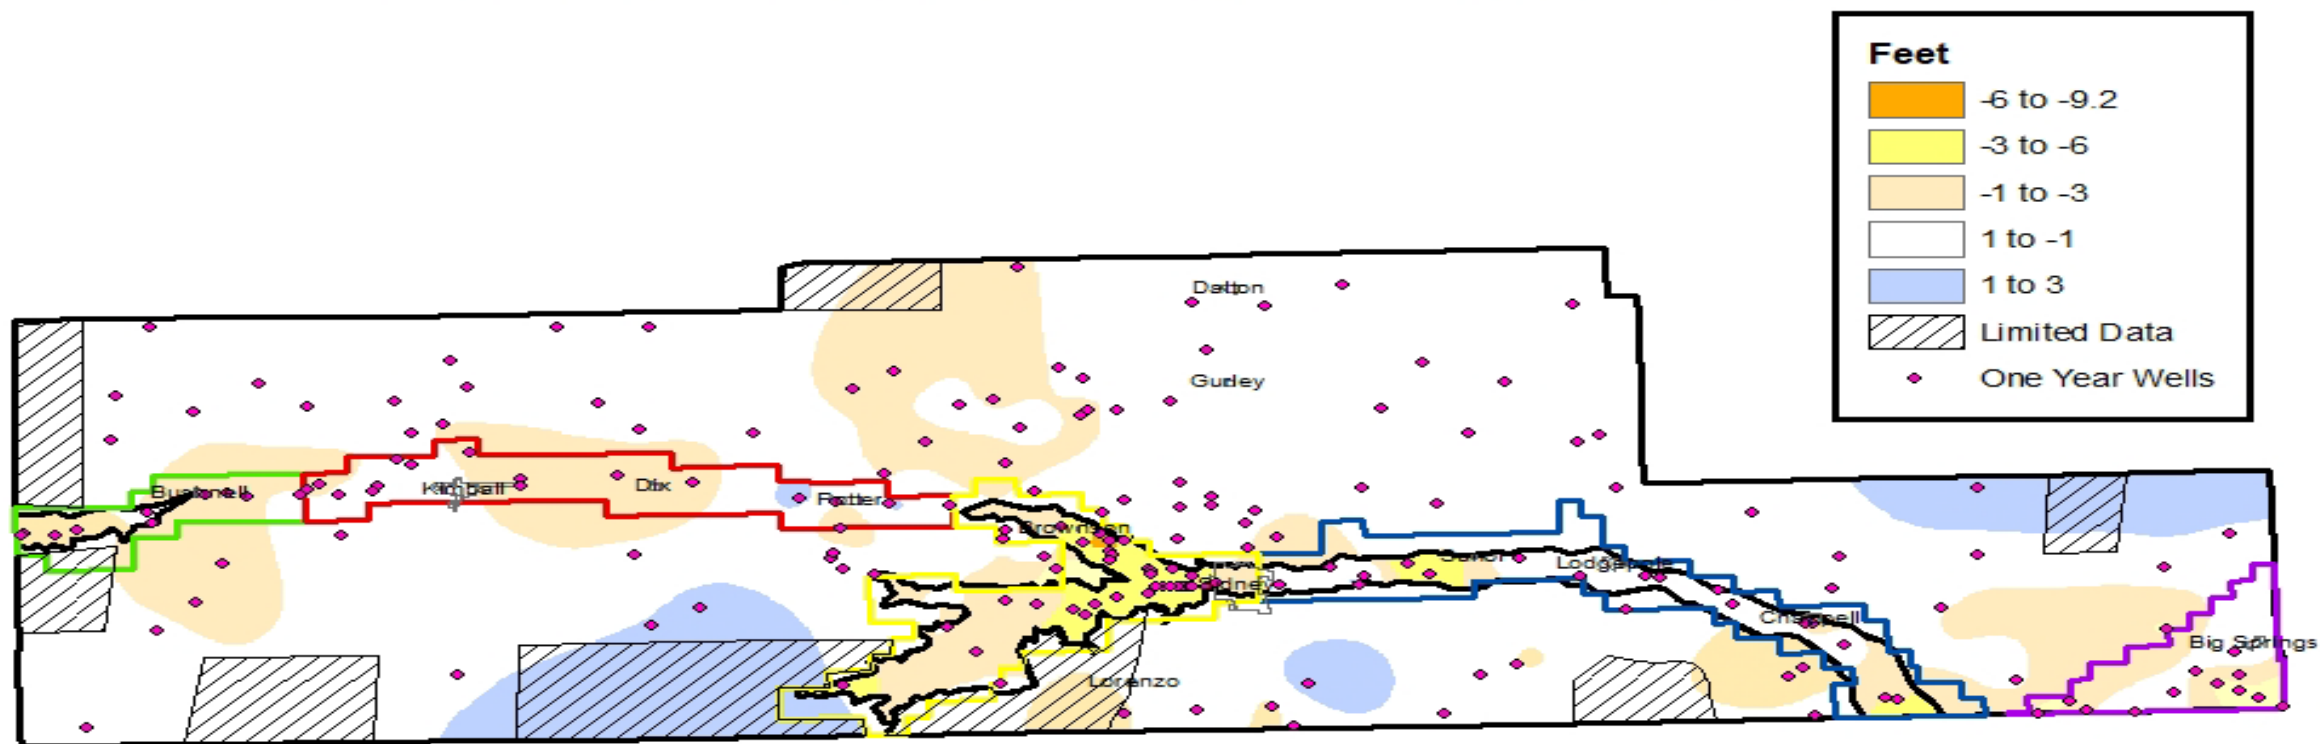 Feet
-6 to -9.2
-3 to -6
-1 to -3
1 to -1
1 to 3
Limited Data
One Year Wells
Dalton
Gurley
Bushnell
Kimball
Dix
Potter
Brownson
Sidney
Sunol
Lodgepole
Chappell
Big Springs
Lorenzo